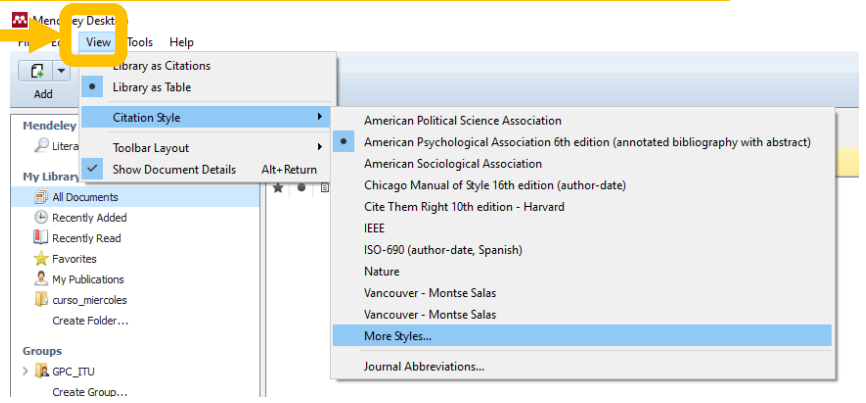 Mendeley Desktop
View Tools Help
Add
Library as Citations
Library as Table
Citation Style
Toolbar Layout
Show Document Details Alt+Return
American Political Science Association
American Psychological Association 6th edition (annotated bibliography with abstract)
American Sociological Association
Chicago Manual of Style 16th edition (author-date)
Cite Them Right 10th edition - Harvard
IEEE
ISO-690 (author-date, Spanish)
Nature
Vancouver - Montse Salas
Vancouver - Montse Salas
More Styles...
Journal Abbreviations...
Mendeley
Litera
My Library
All Documents
Recently Added
Recently Read
Favorites
My Publications
curso_miercoles
Create Folder...
Groups
GPC_ITU
Create Group...